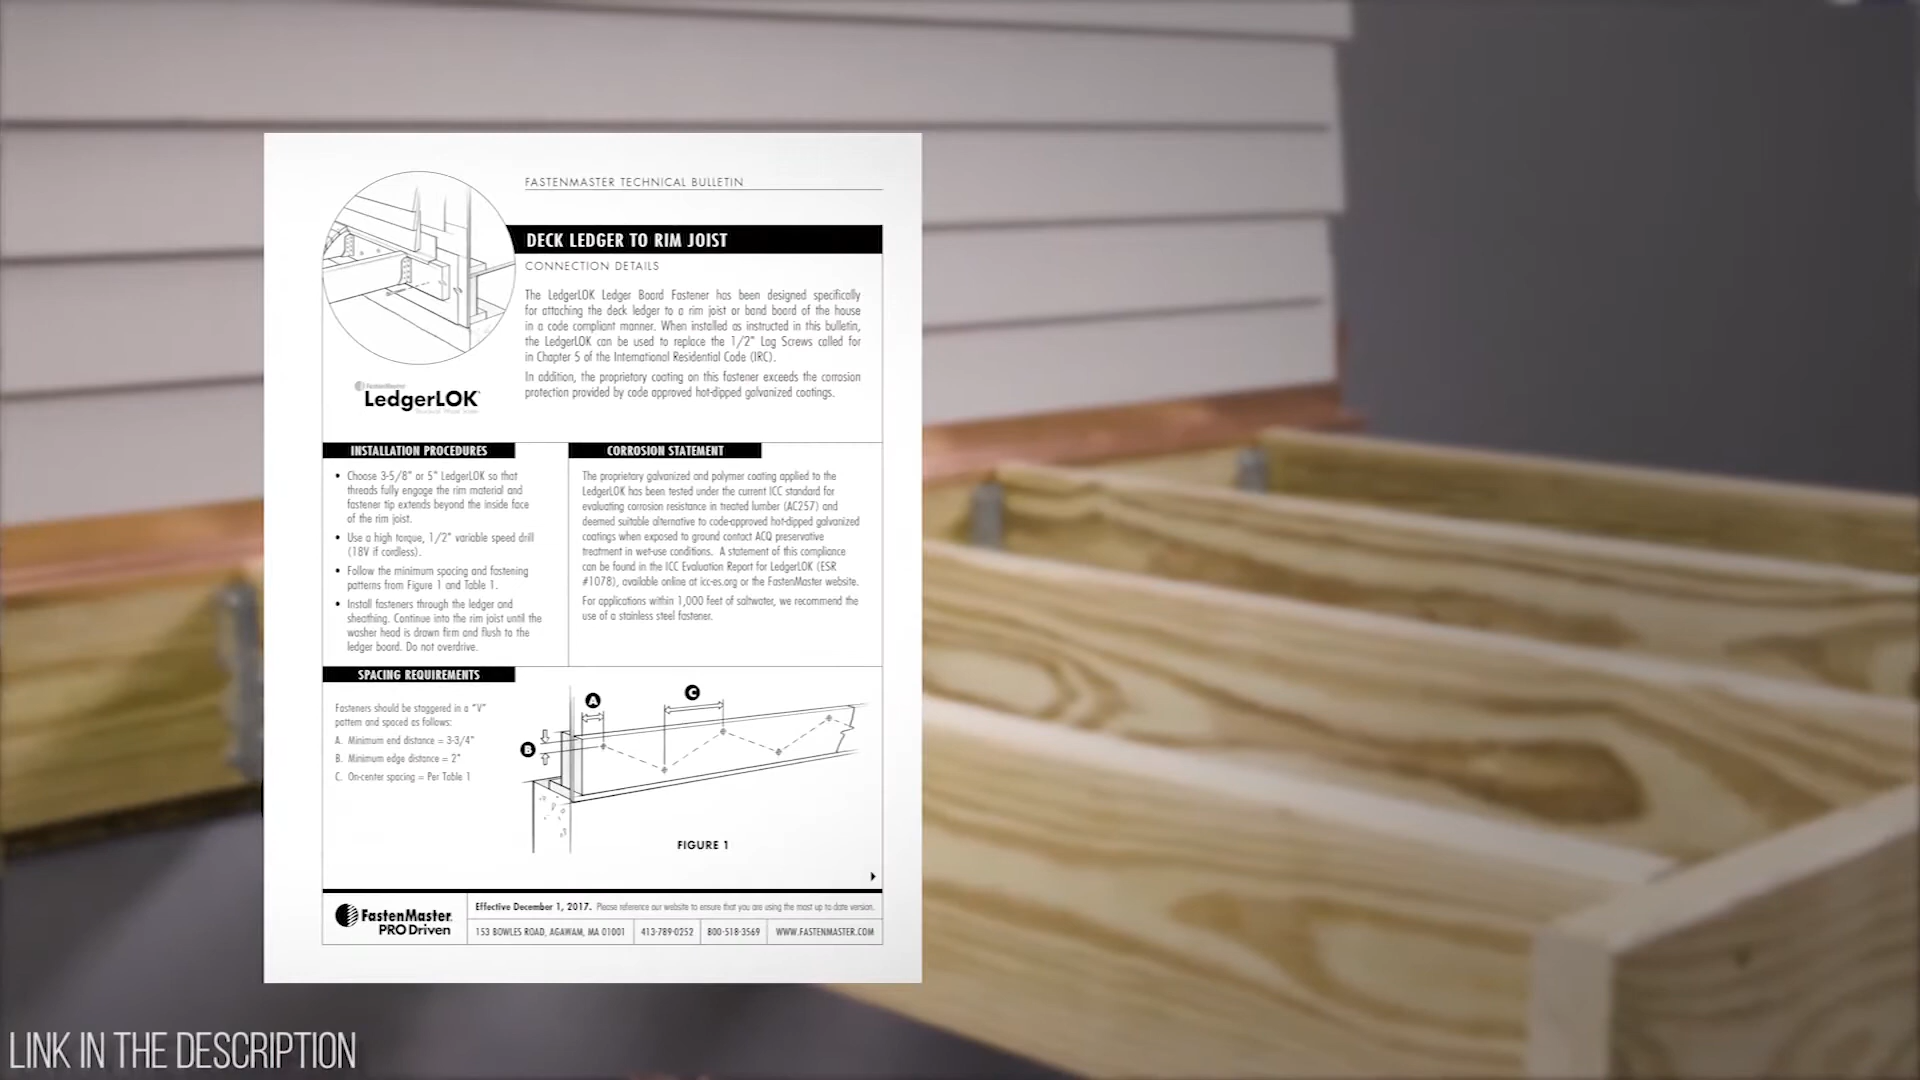 FASTENMASTER TECHNICAL BULLETIN
DECK LEDGER TO RIM JOIST
CONNECTION DETAILS
The LedgerLOK Ledger Board Fastener has been designed specifically
for attaching the deck ledger to a rim joist or band board of the house
in a code compliant manner. When installed as instructed in this bulletin,
the LedgerLOK can be used to replace the 1/2" Lag Screws called for
in Chapter 5 of the International Residential Code (IRC).
In addition, the proprietary coating on this fastener exceeds the corrosion
protection provided by code approved hot-dipped galvanized coatings.
FastenMaster
LedgerLOK
INSTALLATION PROCEDURES
• Choose 3-5/8" or 5" LedgerLOK so that
threads fully engage the rim material and
fastener tip extends beyond the inside face
of the rim joist.
• Use a high torque, 1/2" variable speed drill
(18V if cordless).
• Follow the minimum spacing and fastening
patterns from Figure 1 and Table 1.
• Install fasteners through the ledger and
sheathing. Continue into the rim joist until the
washer head is drawn firm and flush to the
ledger board. Do not overdrive.
CORROSION STATEMENT
The proprietary galvanized and polymer coating applied to the
LedgerLOK has been tested under the current ICC standard for
evaluating corrosion resistance in treated lumber (AC257) and
deemed suitable alternative to code-approved hot-dipped galvanized
coatings when exposed to ground contact ACQ preservative
treatment in wet-use conditions. A statement of this compliance
can be found in the ICC Evaluation Report for LedgerLOK (ESR
#1078), available online at icc-es.org or the FastenMaster website.
For applications within 1,000 feet of saltwater, we recommend the
use of a stainless steel fastener.
SPACING REQUIREMENTS
Fasteners should be staggered in a "V"
pattern and spaced as follows:
A. Minimum end distance = 3-3/4"
B. Minimum edge distance = 2"
C. On-center spacing = Per Table 1
A
C
B
FIGURE 1
FastenMaster
PRO Driven
Effective December 1, 2017. Please reference our website to ensure that you are using the most up to date version.
153 BOWLES ROAD, AGAWAM, MA 01001 413-789-0252 800-518-3569 WWW.FASTENMASTER.COM
LINK IN THE DESCRIPTION